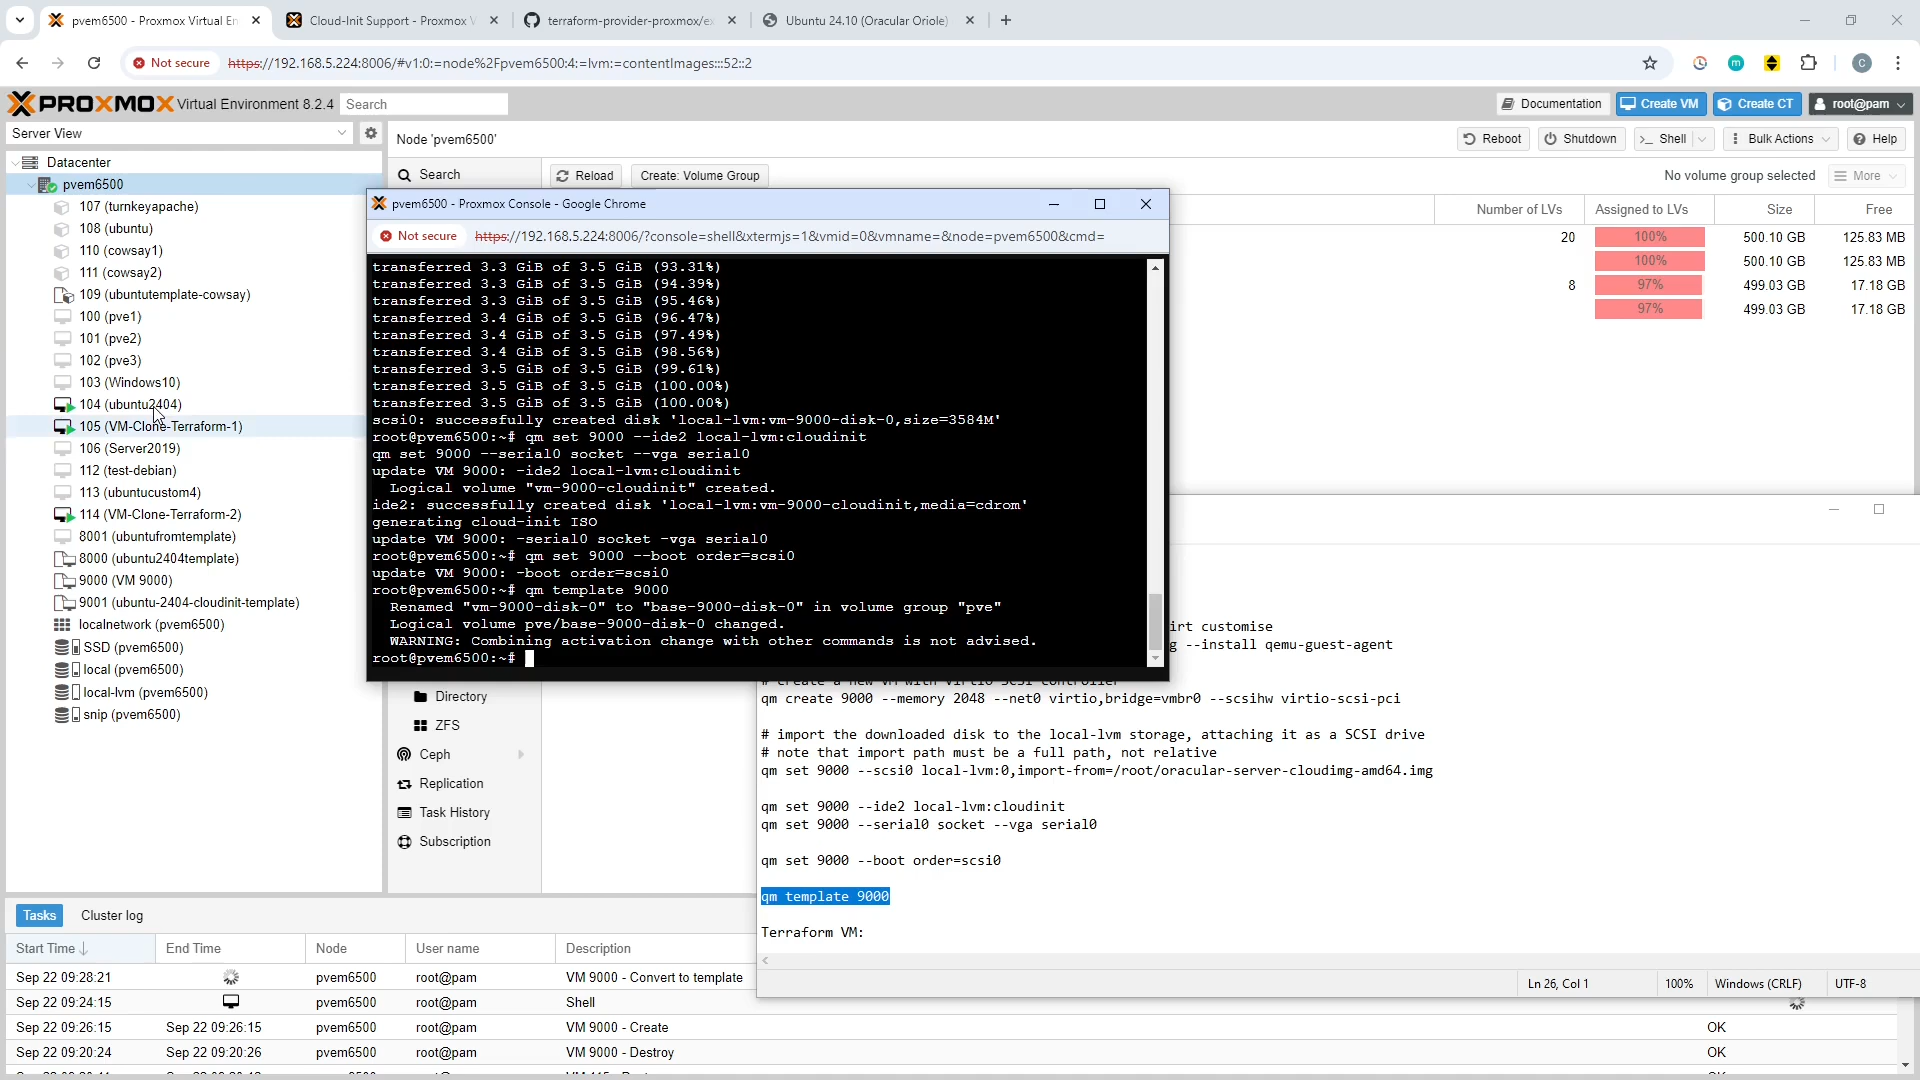 pvem6500 - Proxmox Virtual En
Cloud-Init Support - Proxmox V
terraform-provider-proxmox/ex
Ubuntu 24.10 (Oracular Oriole)
Not secure
https://192.168.5.224:8006/#v1:0:=node%2Fpvem6500:4:=lvm:=contentImages:::52::2
C
PROXMOX Virtual Environment 8.2.4
Search
Documentation
Create VM
Create CT
root@pam
Server View
Node 'pvem6500'
Reboot
Shutdown
Shell
Bulk Actions
Help
Datacenter
pvem6500
107 (turnkeyapache)
108 (ubuntu)
110 (cowsay1)
111 (cowsay2)
109 (ubuntutemplate-cowsay)
100 (pve1)
101 (pve2)
102 (pve3)
103 (Windows10)
104 (ubuntu2404)
105 (VM-Clone-Terraform-1)
106 (Server2019)
112 (test-debian)
113 (ubuntucustom4)
114 (VM-Clone-Terraform-2)
8001 (ubuntufromtemplate)
8000 (ubuntu2404template)
9000 (VM 9000)
9001 (ubuntu-2404-cloudinit-template)
localnetwork (pvem6500)
SSD (pvem6500)
local (pvem6500)
local-lvm (pvem6500)
snip (pvem6500)
Search
Reload
Create: Volume Group
No volume group selected
More
Number of LVs
Assigned to LVs
Size
Free
20
100%
500.10 GB
125.83 MB
100%
500.10 GB
125.83 MB
8
97%
499.03 GB
17.18 GB
97%
499.03 GB
17.18 GB
pvem6500 - Proxmox Console - Google Chrome
Not secure
https://192.168.5.224:8006/?console=shell&xtermjs=1&vmid=0&vmname=&node=pvem6500&cmd=
transferred 3.3 GiB of 3.5 GiB (93.31%)
transferred 3.3 GiB of 3.5 GiB (94.39%)
transferred 3.3 GiB of 3.5 GiB (95.46%)
transferred 3.4 GiB of 3.5 GiB (96.47%)
transferred 3.4 GiB of 3.5 GiB (97.49%)
transferred 3.4 GiB of 3.5 GiB (98.56%)
transferred 3.5 GiB of 3.5 GiB (99.61%)
transferred 3.5 GiB of 3.5 GiB (100.00%)
transferred 3.5 GiB of 3.5 GiB (100.00%)
scsi0: successfully created disk 'local-lvm:vm-9000-disk-0,size=3584M'
root@pvem6500:~# qm set 9000 --ide2 local-lvm:cloudinit
qm set 9000 --serial0 socket --vga serial0
update VM 9000: -ide2 local-lvm:cloudinit
Logical volume "vm-9000-cloudinit" created.
ide2: successfully created disk 'local-lvm:vm-9000-cloudinit,media=cdrom'
generating cloud-init ISO
update VM 9000: -serial0 socket -vga serial0
root@pvem6500:~# qm set 9000 --boot order=scsi0
update VM 9000: -boot order=scsi0
root@pvem6500:~# qm template 9000
Renamed "vm-9000-disk-0" to "base-9000-disk-0" in volume group "pve"
Logical volume pve/base-9000-disk-0 changed.
WARNING: Combining activation change with other commands is not advised.
root@pvem6500:~#
Directory
ZFS
Ceph
Replication
Task History
Subscription
irt customise
g --install qemu-guest-agent
# create a new VM with VirtIO SCSI controller
qm create 9000 --memory 2048 --net0 virtio,bridge=vmbr0 --scsihw virtio-scsi-pci
# import the downloaded disk to the local-lvm storage, attaching it as a SCSI drive
# note that import path must be a full path, not relative
qm set 9000 --scsi0 local-lvm:0,import-from=/root/oracular-server-cloudimg-amd64.img
qm set 9000 --ide2 local-lvm:cloudinit
qm set 9000 --serial0 socket --vga serial0
qm set 9000 --boot order=scsi0
qm template 9000
Terraform VM:
Ln 26, Col 1
100%
Windows (CRLF)
UTF-8
Tasks
Cluster log
Start Time
End Time
Node
User name
Description
Sep 22 09:28:21
pvem6500
root@pam
VM 9000 - Convert to template
Sep 22 09:24:15
pvem6500
root@pam
Shell
Sep 22 09:26:15
Sep 22 09:26:15
pvem6500
root@pam
VM 9000 - Create
OK
Sep 22 09:20:24
Sep 22 09:20:26
pvem6500
root@pam
VM 9000 - Destroy
OK